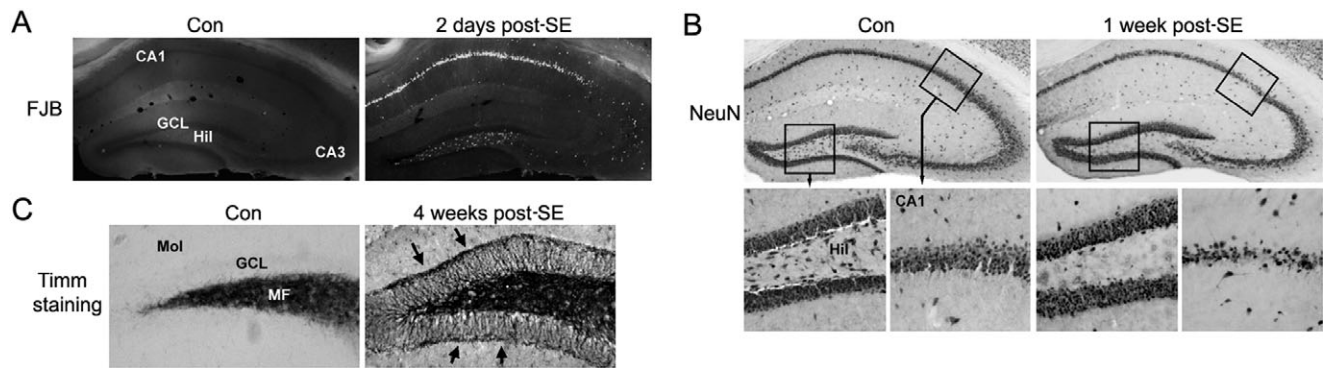 A
Con
2 days post-SE
FJB
CA1
GCL
Hil
CA3
B
Con
1 week post-SE
NeuN
Hil
CA1
C
Con
4 weeks post-SE
Timm
staining
Mol
GCL
MF